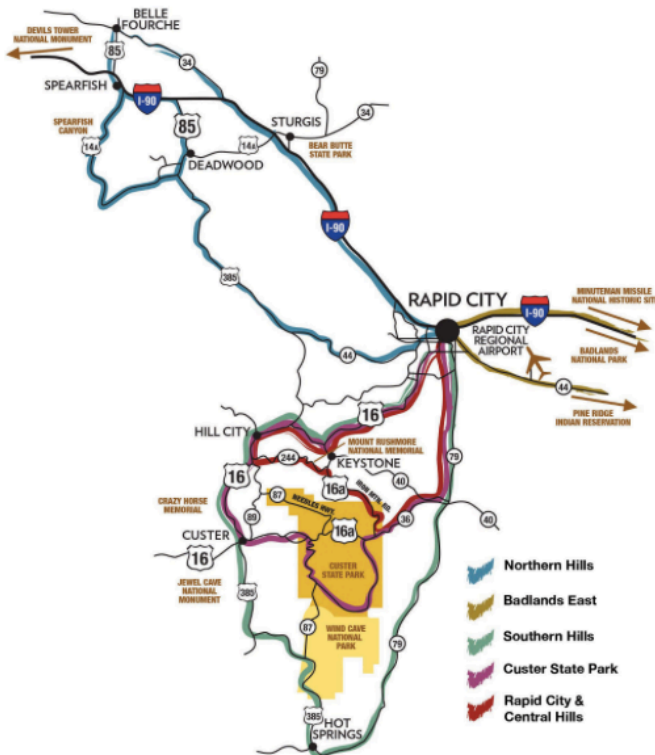 BELLE
FOURCHE
DEVILS TOWER
NATIONAL MONUMENT
85
34
79
SPEARFISH
I-90
SPEARFISH
CANYON
85
STURGIS
34
14A
14A
BEAR BUTTE
STATE PARK
DEADWOOD
I-90
385
RAPID CITY
MINUTEMAN MISSILE
NATIONAL HISTORIC SITE
I-90
RAPID CITY
REGIONAL
AIRPORT
BADLANDS
NATIONAL PARK
44
44
PINE RIDGE
INDIAN RESERVATION
16
HILL CITY
MOUNT RUSHMORE
NATIONAL MEMORIAL
79
244
KEYSTONE
16
40
16a
IRON MTN. RD.
87
NEEDLES HWY.
CRAZY HORSE
MEMORIAL
89
16a
36
40
CUSTER
16
CUSTER
STATE PARK
JEWEL CAVE
NATIONAL
MONUMENT
385
87
WIND CAVE
NATIONAL
PARK
79
385
HOT
SPRINGS
Northern Hills
Badlands East
Southern Hills
Custer State Park
Rapid City &
Central Hills